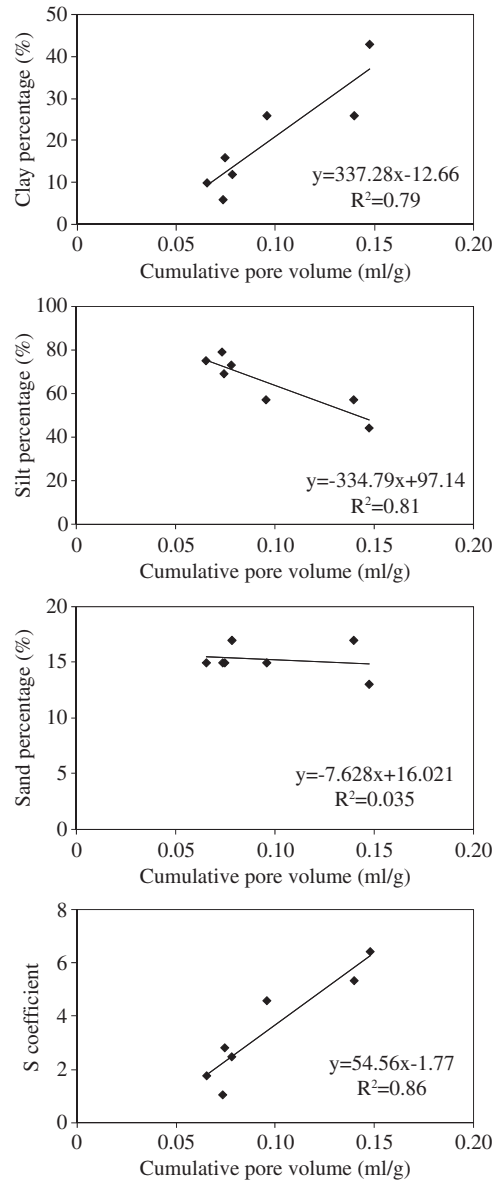 50
40
30
20
10
0
Clay percentage (%)
y=337.28x-12.66
R²=0.79
0 0.05 0.10 0.15 0.20
Cumulative pore volume (ml/g)
100
80
60
40
20
0
Silt percentage (%)
y=-334.79x+97.14
R²=0.81
0 0.05 0.10 0.15 0.20
Cumulative pore volume (ml/g)
20
15
10
5
0
Sand percentage (%)
y=-7.628x+16.021
R²=0.035
0 0.05 0.10 0.15 0.20
Cumulative pore volume (ml/g)
8
6
4
2
0
S coefficient
y=54.56x-1.77
R²=0.86
0 0.05 0.10 0.15 0.20
Cumulative pore volume (ml/g)